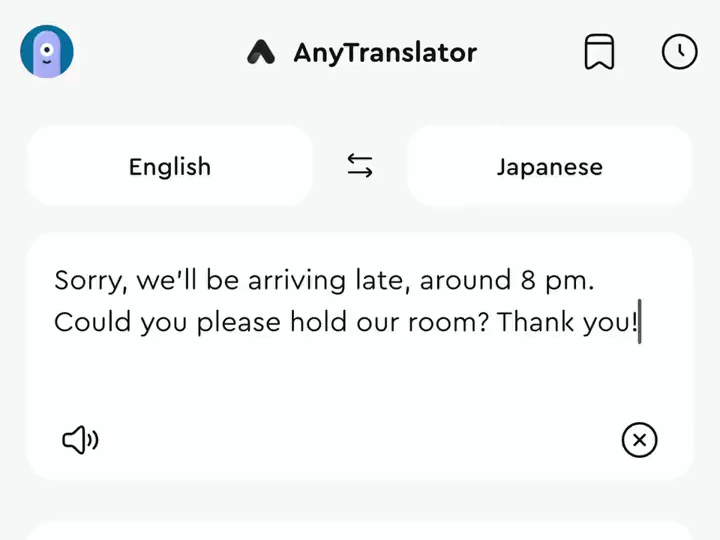 AnyTranslator
English
Japanese
Sorry, we'll be arriving late, around 8 pm.
Could you please hold our room? Thank you!